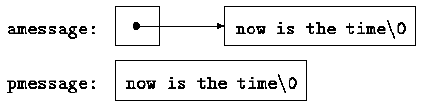 amessage: now is the time\0
pmessage: now is the time\0